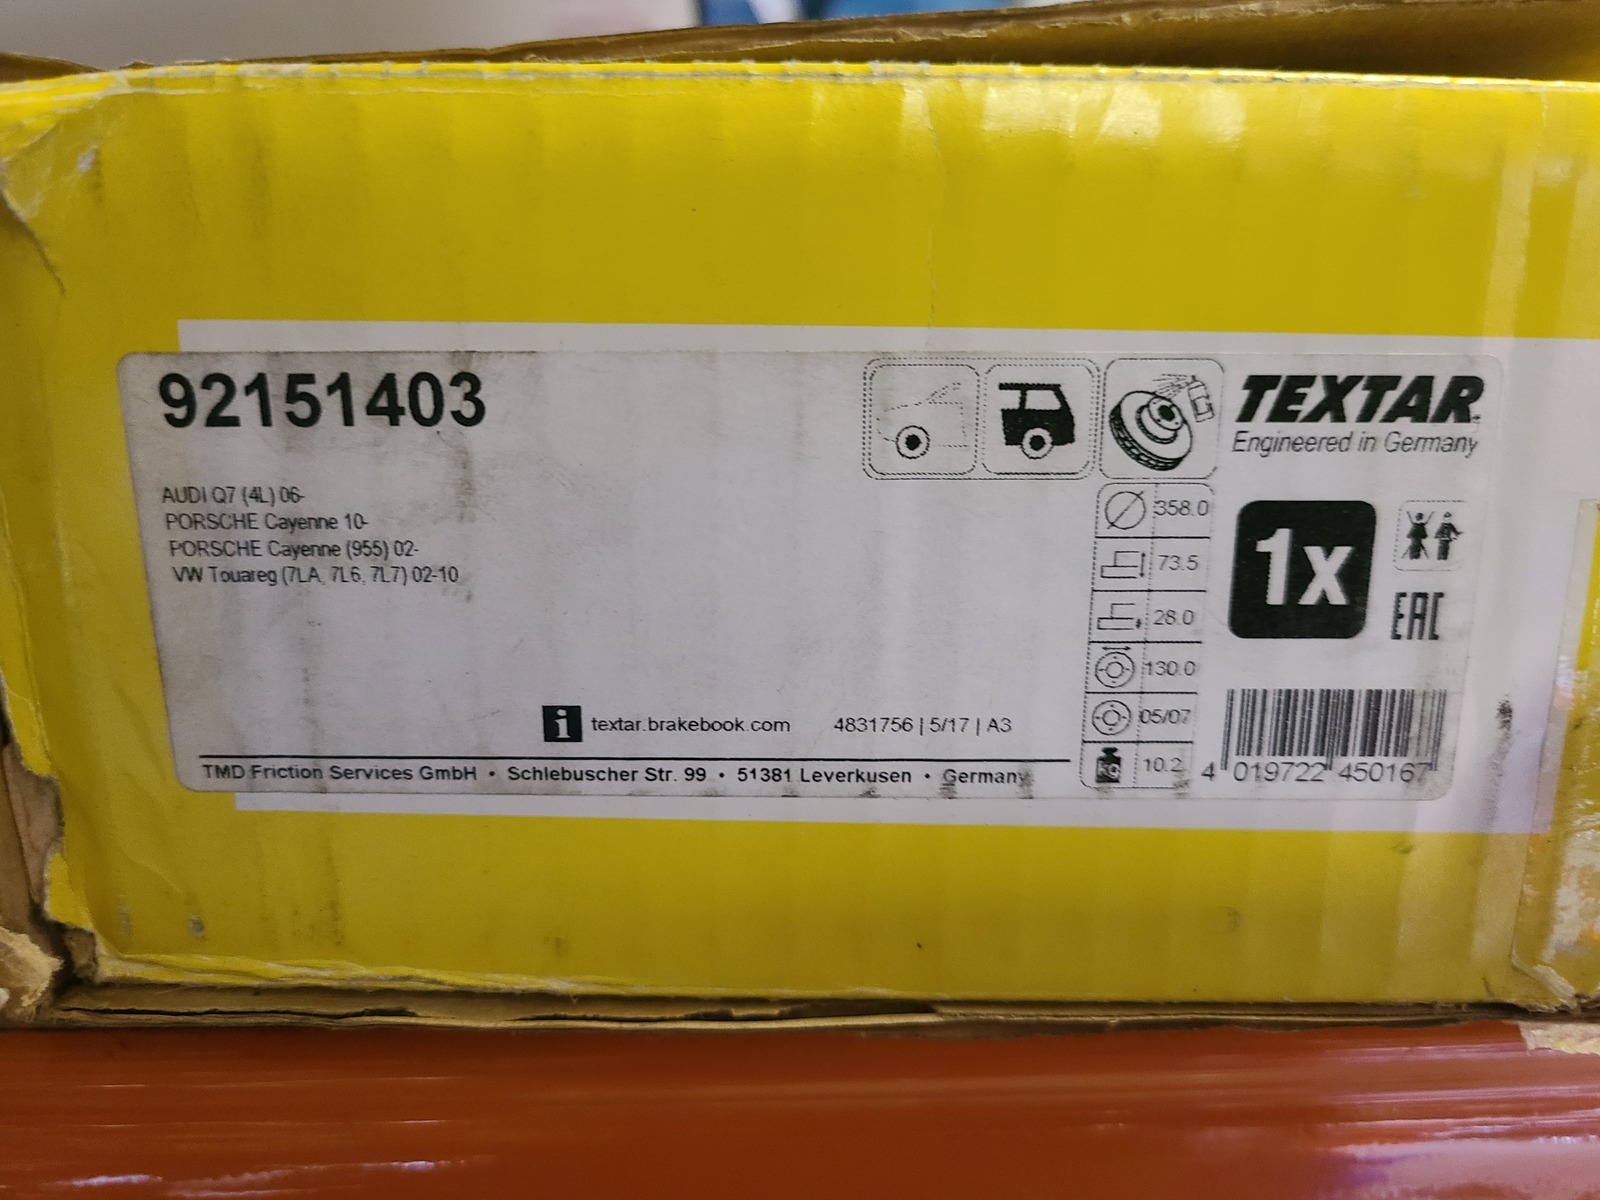 92151403
AUDI Q7 (4L) 06-
PORSCHE Cayenne 10-
PORSCHE Cayenne (955) 02-
VW Touareg (7LA, 7L6, 7L7) 02-10
TEXTAR
Engineered in Germany
358.0
73.5
28.0
130.0
05/07
KG 10.2
1x
EAC
i textar.brakebook.com 4831756 | 5/17 | A3
TMD Friction Services GmbH • Schlebuscher Str. 99 • 51381 Leverkusen • Germany
4 019722 450167